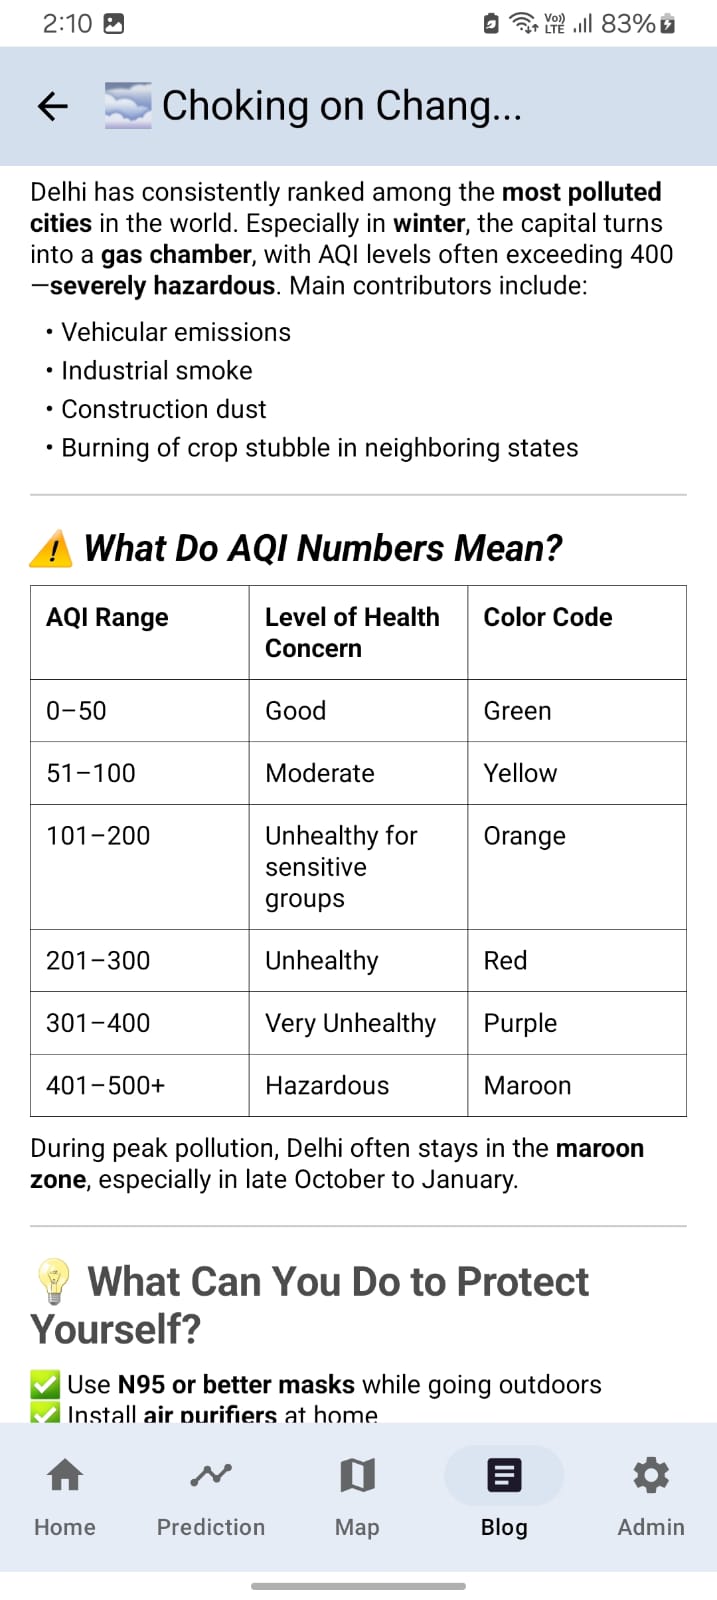 2:10
Vo))
LTE
83%
Choking on Chang...
Delhi has consistently ranked among the most polluted
cities in the world. Especially in winter, the capital turns
into a gas chamber, with AQI levels often exceeding 400
—severely hazardous. Main contributors include:
• Vehicular emissions
• Industrial smoke
• Construction dust
• Burning of crop stubble in neighboring states
What Do AQI Numbers Mean?
AQI Range
Level of Health
Concern
Color Code
0–50
Good
Green
51–100
Moderate
Yellow
101–200
Unhealthy for
sensitive
groups
Orange
201–300
Unhealthy
Red
301–400
Very Unhealthy
Purple
401–500+
Hazardous
Maroon
During peak pollution, Delhi often stays in the maroon
zone, especially in late October to January.
💡 What Can You Do to Protect
Yourself?
✅ Use N95 or better masks while going outdoors
✅ Install air purifiers at home
Home
Prediction
Map
Blog
Admin